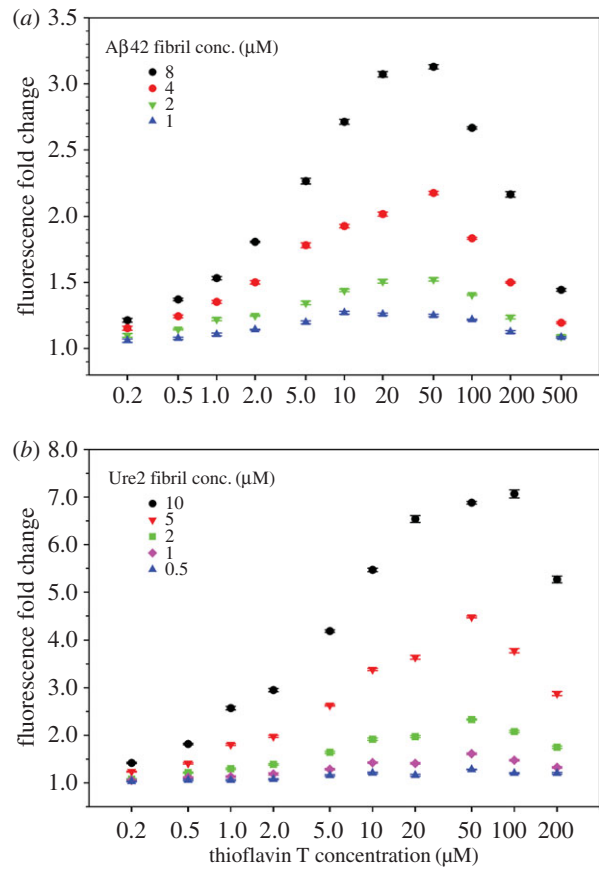 (a)
3.5
Aβ42 fibril conc. (μM)
8
4
2
1
3.0
2.5
2.0
1.5
1.0
fluorescence fold change
0.2 0.5 1.0 2.0 5.0 10 20 50 100 200 500
(b)
8.0
Ure2 fibril conc. (μM)
10
5
2
1
0.5
7.0
6.0
5.0
4.0
3.0
2.0
1.0
fluorescence fold change
0.2 0.5 1.0 2.0 5.0 10 20 50 100 200
thioflavin T concentration (μM)